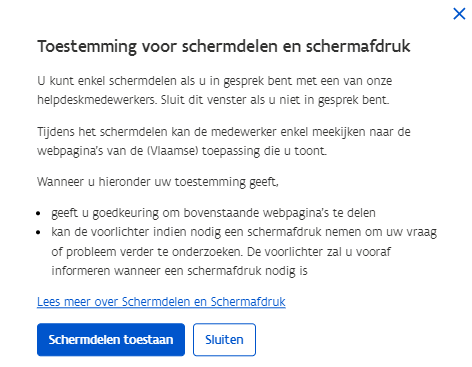 Toestemming voor schermdelen en schermafdruk
U kunt enkel schermdelen als u in gesprek bent met een van onze
helpdeskmedewerkers. Sluit dit venster als u niet in gesprek bent.
Tijdens het schermdelen kan de medewerker enkel meekijken naar de
webpagina's van de (Vlaamse) toepassing die u toont.
Wanneer u hieronder uw toestemming geeft,
• geeft u goedkeuring om bovenstaande webpagina's te delen
• kan de voorlichter indien nodig een schermafdruk nemen om uw vraag
of probleem verder te onderzoeken. De voorlichter zal u vooraf
informeren wanneer een schermafdruk nodig is
Lees meer over Schermdelen en Schermafdruk
Schermdelen toestaan
Sluiten